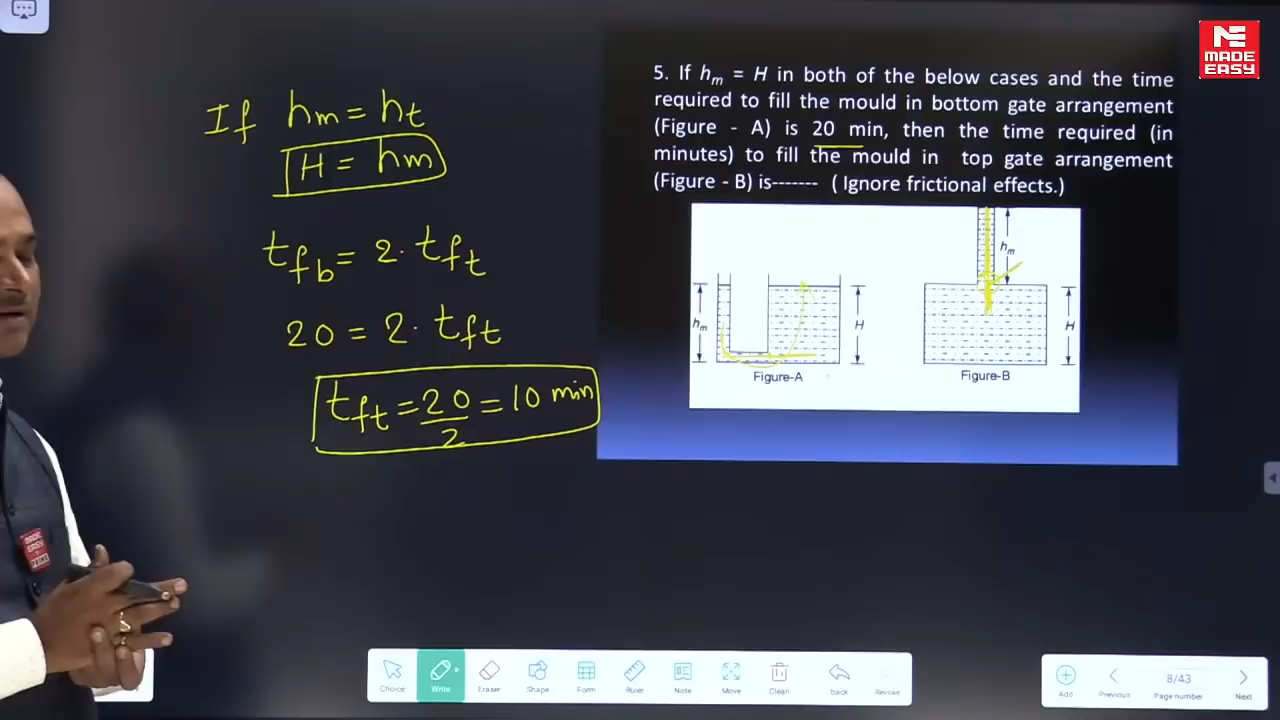 MADE
EASY
If hm = ht
H = hm
tfb = 2. tft
20 = 2. tft
tft = 20/2 = 10 min
5. If hm = H in both of the below cases and the time
required to fill the mould in bottom gate arrangement
(Figure - A) is 20 min, then the time required (in
minutes) to fill the mould in top gate arrangement
(Figure - B) is------- ( Ignore frictional effects.)
hm
H
Figure-A
hm
H
Figure-B
MADE
EASY
Choice
Write
Eraser
Shape
Form
Ruler
Note
Move
Clean
back
Revoke
Add
Previous
8/43
Page number
Next